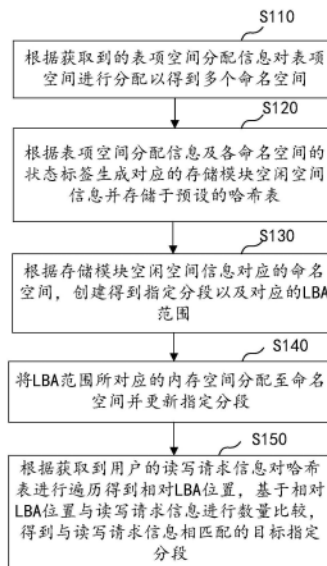 S110
根据获取到的表项空间分配信息对表项
空间进行分配以得到多个命名空间
S120
根据表项空间分配信息及各命名空间的
状态标签生成对应的存储模块空闲空间
信息并存储于预设的哈希表
S130
根据存储模块空闲空间信息对应的命名
空间，创建得到指定分段以及对应的LBA
范围
S140
将LBA范围所对应的内存空间分配至命名
空间并更新指定分段
S150
根据获取到用户的读写请求信息对哈希
表进行遍历得到相对LBA位置，基于相对
LBA位置与读写请求信息进行数量比较，
得到与读写请求信息相匹配的目标指定
分段